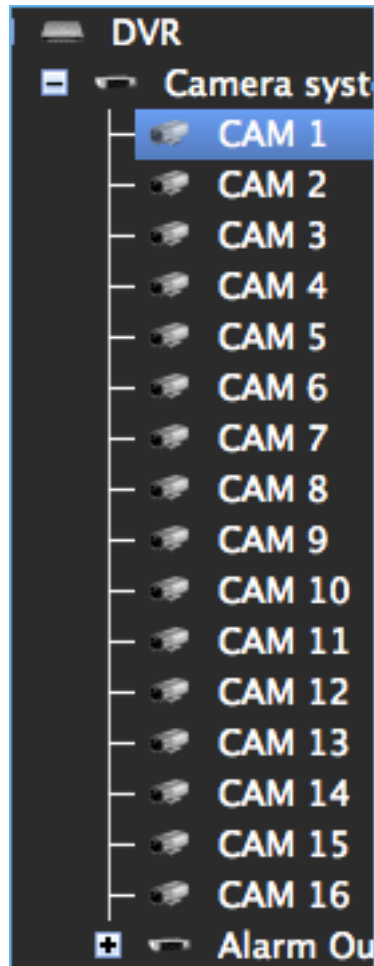 DVR
Camera syst
CAM 1
CAM 2
CAM 3
CAM 4
CAM 5
CAM 6
CAM 7
CAM 8
CAM 9
CAM 10
CAM 11
CAM 12
CAM 13
CAM 14
CAM 15
CAM 16
Alarm Ou